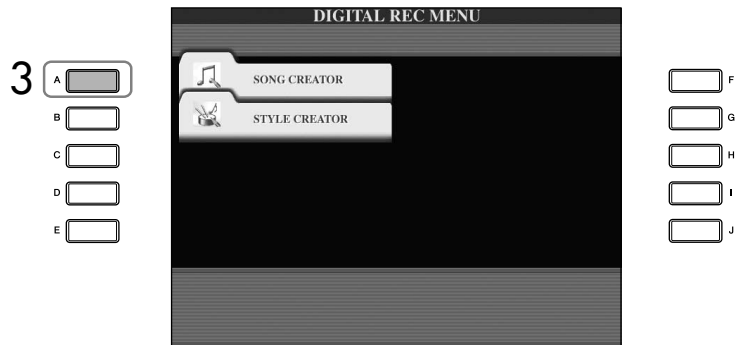 DIGITAL REC MENU
3
A
SONG CREATOR
F
B
STYLE CREATOR
G
C
H
D
I
E
J